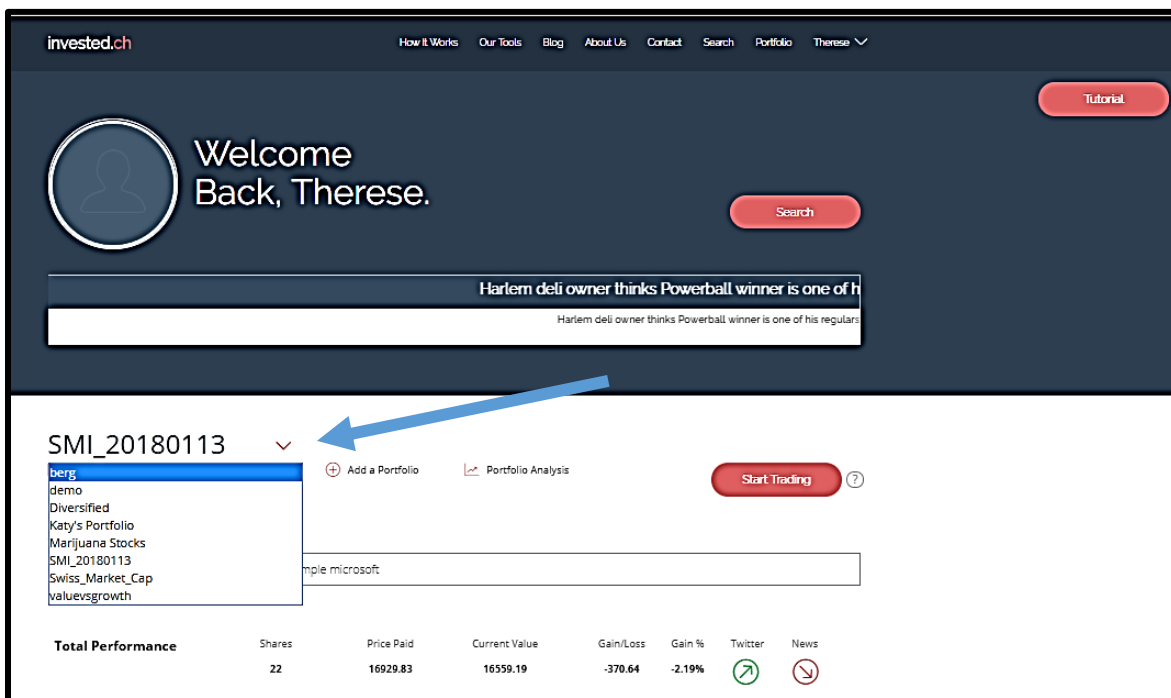 invested.ch How It Works Our Tools Blog About Us Contact Search Portfolio Therese
Tutorial
Welcome
Back, Therese.
Search
Harlem deli owner thinks Powerball winner is one of h
Harlem deli owner thinks Powerball winner is one of his regulars
SMI_20180113
berg
Add a Portfolio Portfolio Analysis Start Trading ?
demo
Diversified
Katy's Portfolio
Marijuana Stocks
SMI_20180113
mple microsoft
Swiss_Market_Cap
valuevsgrowth
Total Performance Shares Price Paid Current Value Gain/Loss Gain % Twitter News
22 16929.83 16559.19 -370.64 -2.19%